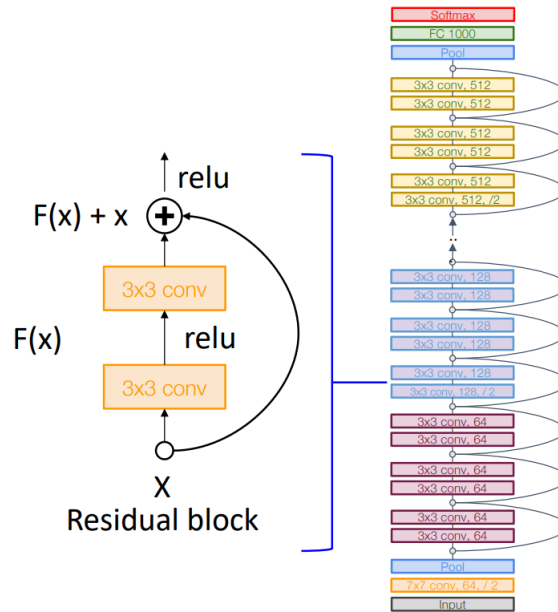 relu
F(x) + x
+
3x3 conv
F(x)
relu
3x3 conv
X
Residual block
Softmax
FC 1000
Pool
3x3 conv, 512
3x3 conv, 512
3x3 conv, 512
3x3 conv, 512
3x3 conv, 512
3x3 conv, 512, /2
..
3x3 conv, 128
3x3 conv, 128
3x3 conv, 128
3x3 conv, 128
3x3 conv, 128
3x3 conv, 128, / 2
3x3 conv, 64
3x3 conv, 64
3x3 conv, 64
3x3 conv, 64
3x3 conv, 64
3x3 conv, 64
Pool
7x7 conv, 64, / 2
Input